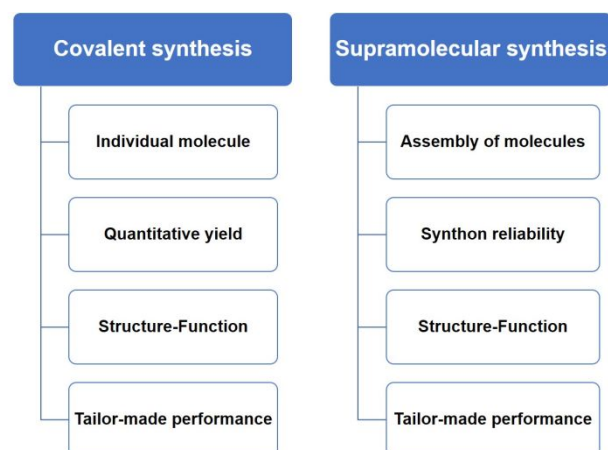 Covalent synthesis
Individual molecule
Quantitative yield
Structure-Function
Tailor-made performance
Supramolecular synthesis
Assembly of molecules
Synthon reliability
Structure-Function
Tailor-made performance